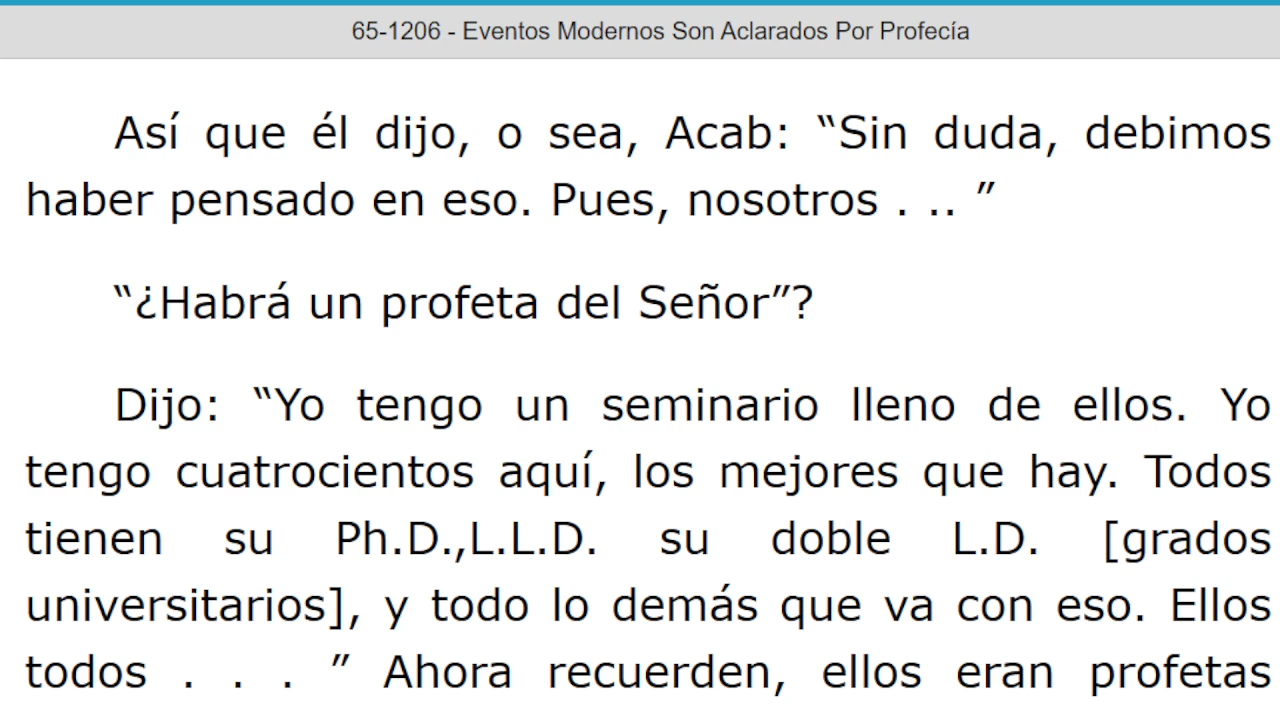 65-1206 - Eventos Modernos Son Aclarados Por Profecía
Así que él dijo, o sea, Acab: “Sin duda, debimos
haber pensado en eso. Pues, nosotros . .. ”
“¿Habrá un profeta del Señor”?
Dijo: “Yo tengo un seminario lleno de ellos. Yo
tengo cuatrocientos aquí, los mejores que hay. Todos
tienen su Ph.D.,L.L.D. su doble L.D. [grados
universitarios], y todo lo demás que va con eso. Ellos
todos . . . ” Ahora recuerden, ellos eran profetas